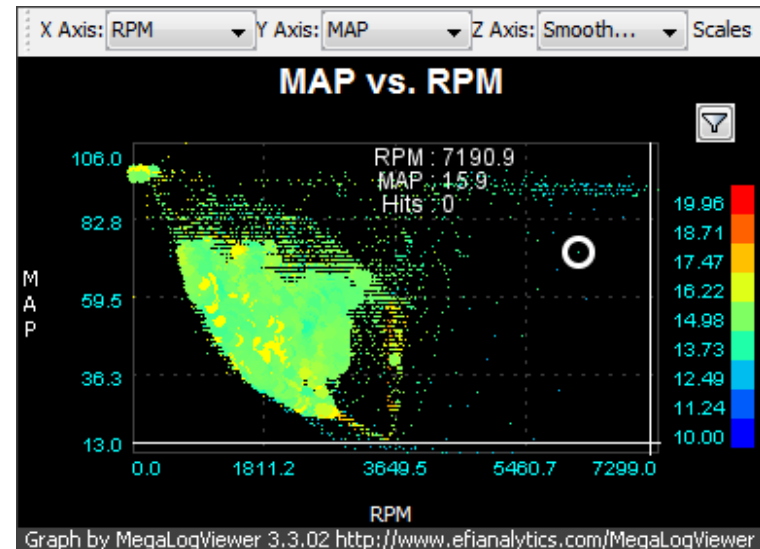 X Axis: RPM Y Axis: MAP Z Axis: Smooth... Scales
MAP vs. RPM
RPM : 7190.9
MAP : 15.9
Hits : 0
106.0
82.8
59.5
36.3
13.0
MAP
0.0 1811.2 3649.5 5460.7 7299.0
RPM
19.96
18.71
17.47
16.22
14.98
13.73
12.49
11.24
10.00
Graph by MegaLogViewer 3.3.02 http://www.efianalytics.com/MegaLogViewer